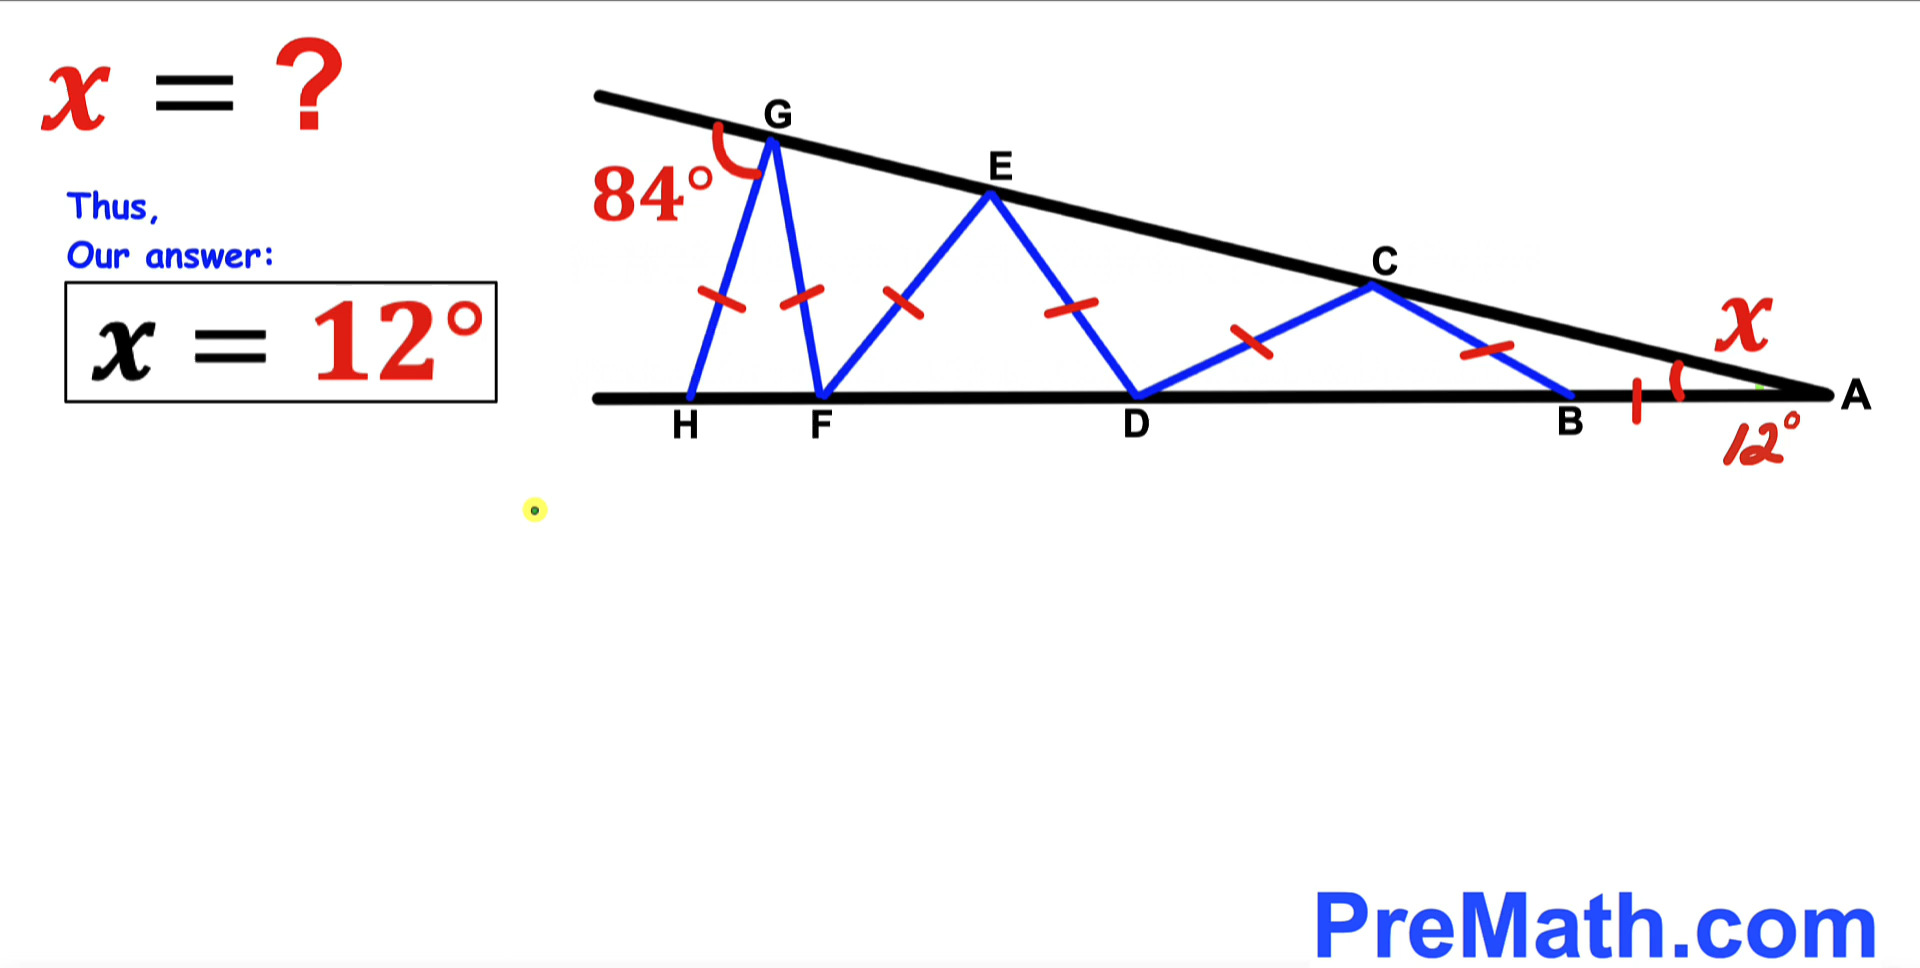 x = ?
G
E
84°
Thus,
C
Our answer:
x
x = 12°
A
H
F
D
B
12°
PreMath.com